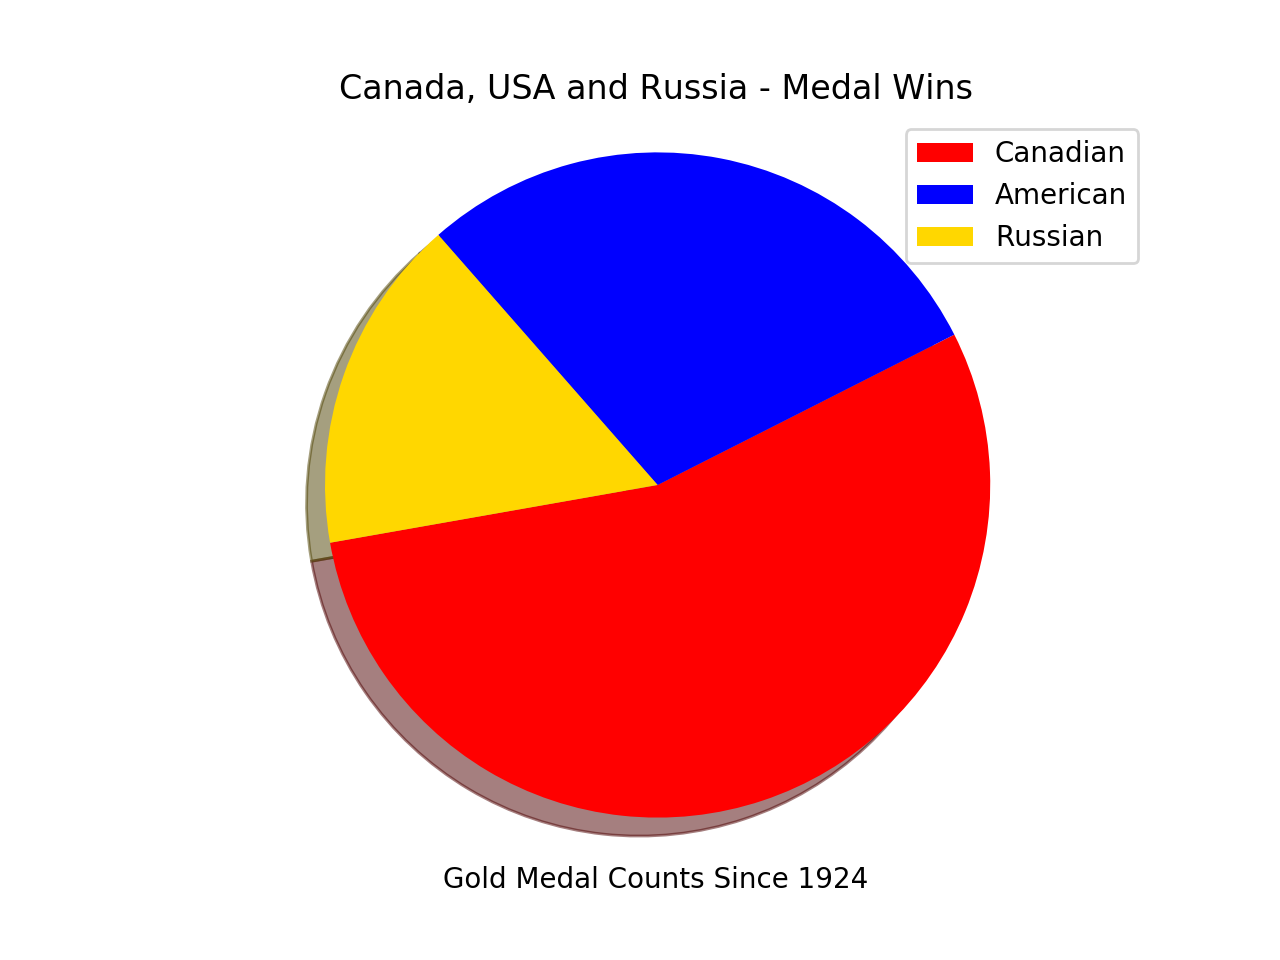 Canada, USA and Russia - Medal Wins
Canadian
American
Russian
Gold Medal Counts Since 1924